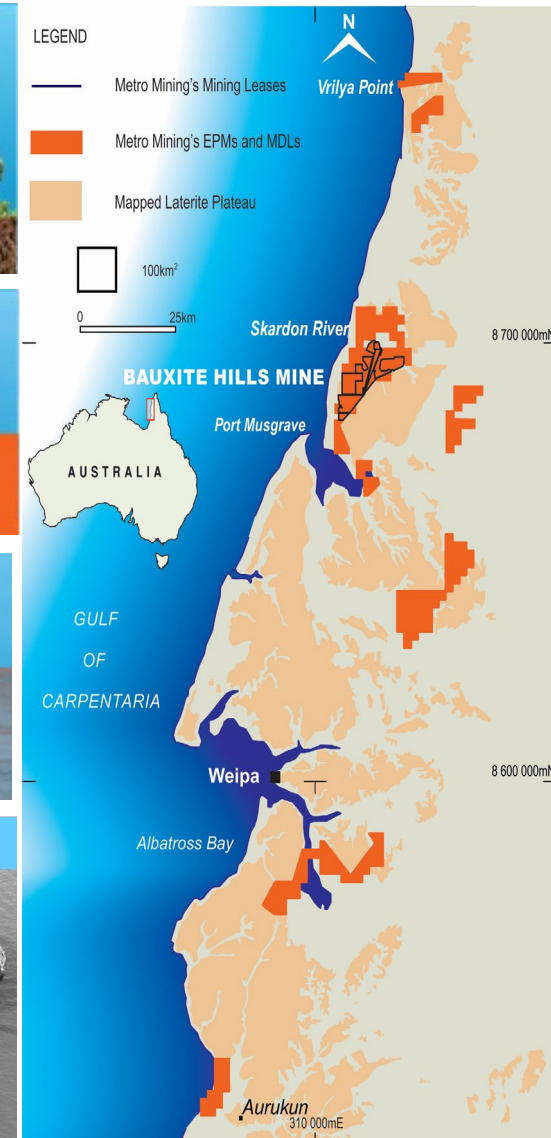 LEGEND
N
Metro Mining's Mining Leases
Vrilya Point
Metro Mining's EPMs and MDLs
Mapped Laterite Plateau
100km²
0 25km
Skardon River
8 700 000mN
BAUXITE HILLS MINE
Port Musgrave
AUSTRALIA
GULF
OF
CARPENTARIA
Weipa
8 600 000mN
Albatross Bay
Aurukun
310 000mE